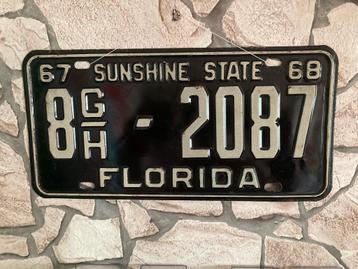 67 SUNSHINE STATE 68
8 G/H - 2087
FLORIDA